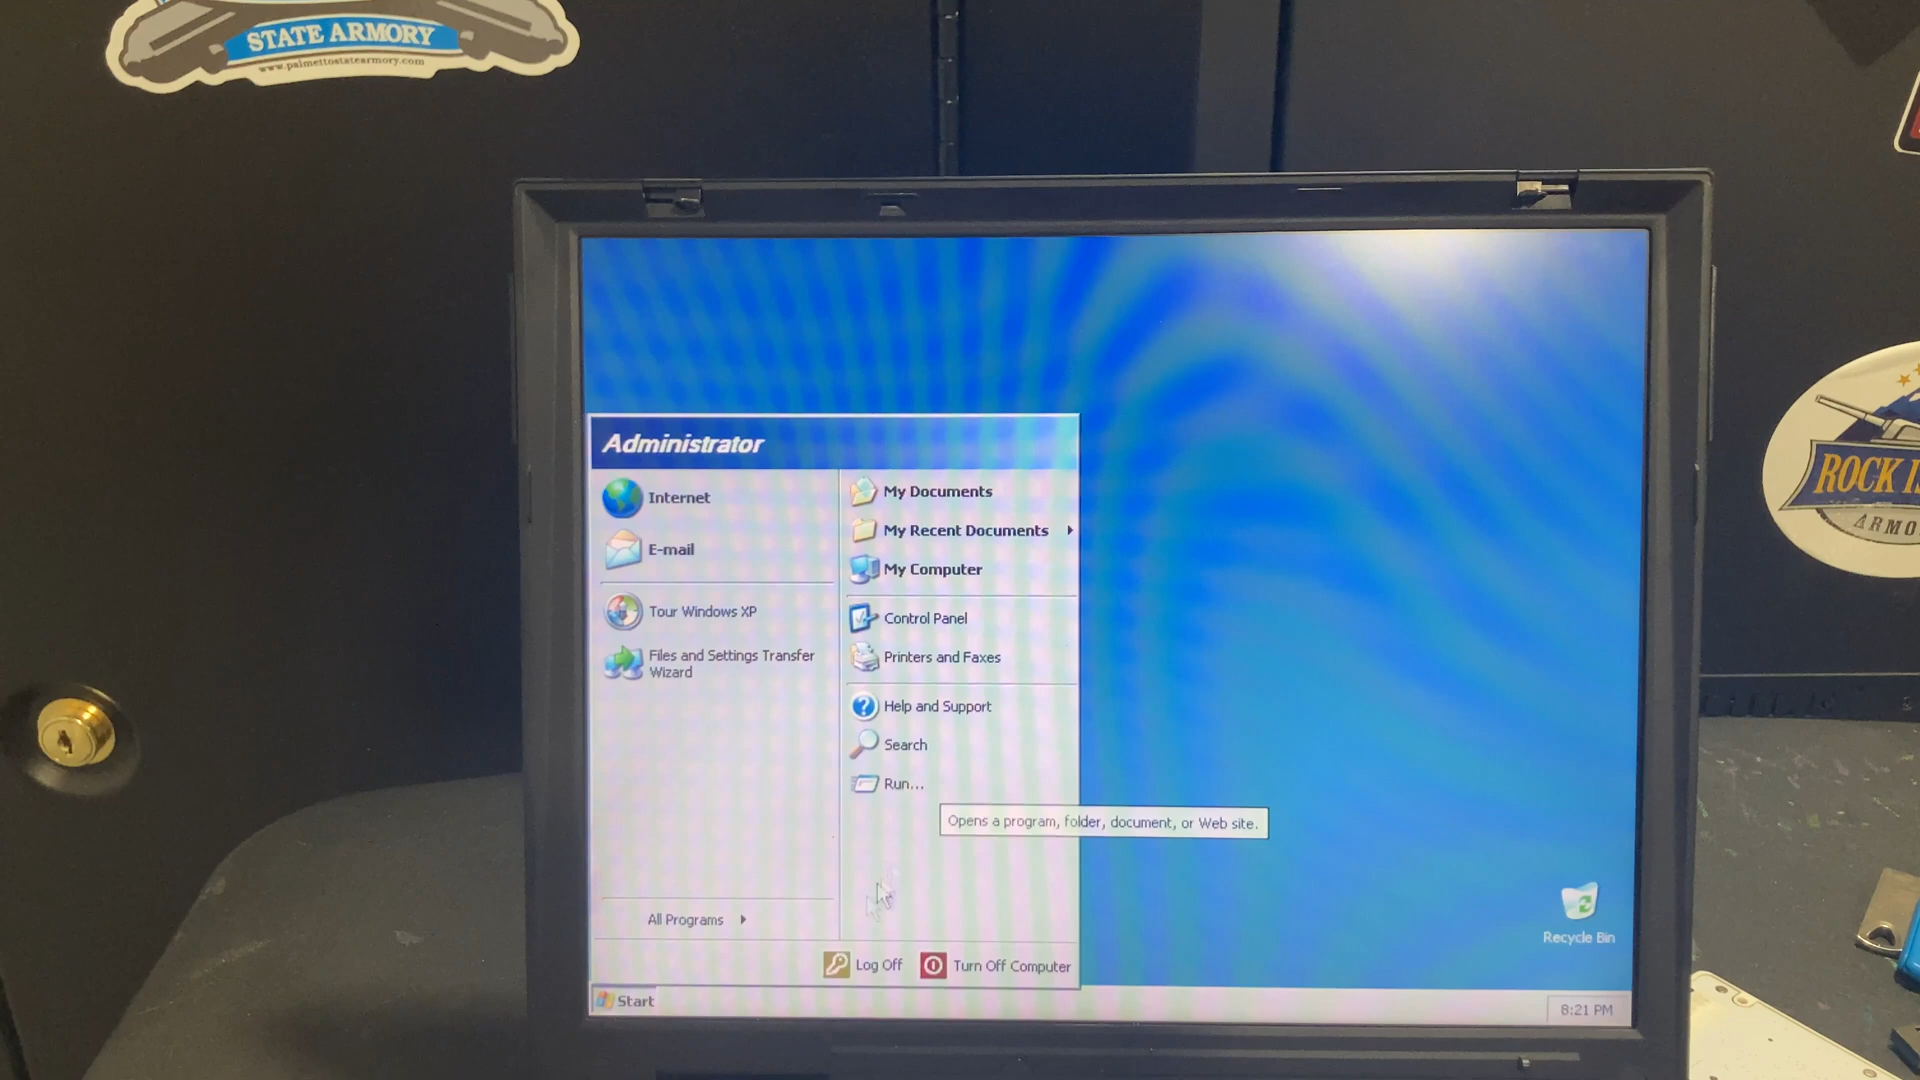 STATE ARMORY
www.palmettostatearmory.com
ROCK
Administrator
Internet
E-mail
Tour Windows XP
Files and Settings Transfer
Wizard
All Programs
My Documents
My Recent Documents
My Computer
Control Panel
Printers and Faxes
Help and Support
Search
Run...
Opens a program, folder, document, or Web site.
Log Off
Turn Off Computer
Recycle Bin
Start
8:21 PM